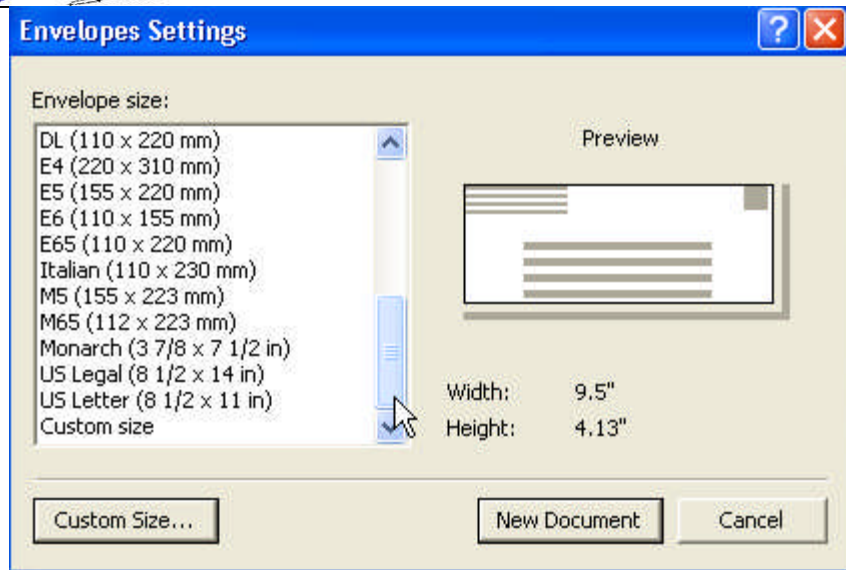 Envelopes Settings
Envelope size:
DL (110 x 220 mm)
E4 (220 x 310 mm)
E5 (155 x 220 mm)
E6 (110 x 155 mm)
E65 (110 x 220 mm)
Italian (110 x 230 mm)
M5 (155 x 223 mm)
M65 (112 x 223 mm)
Monarch (3 7/8 x 7 1/2 in)
US Legal (8 1/2 x 14 in)
US Letter (8 1/2 x 11 in)
Custom size
Preview
Width: 9.5"
Height: 4.13"
Custom Size...
New Document
Cancel